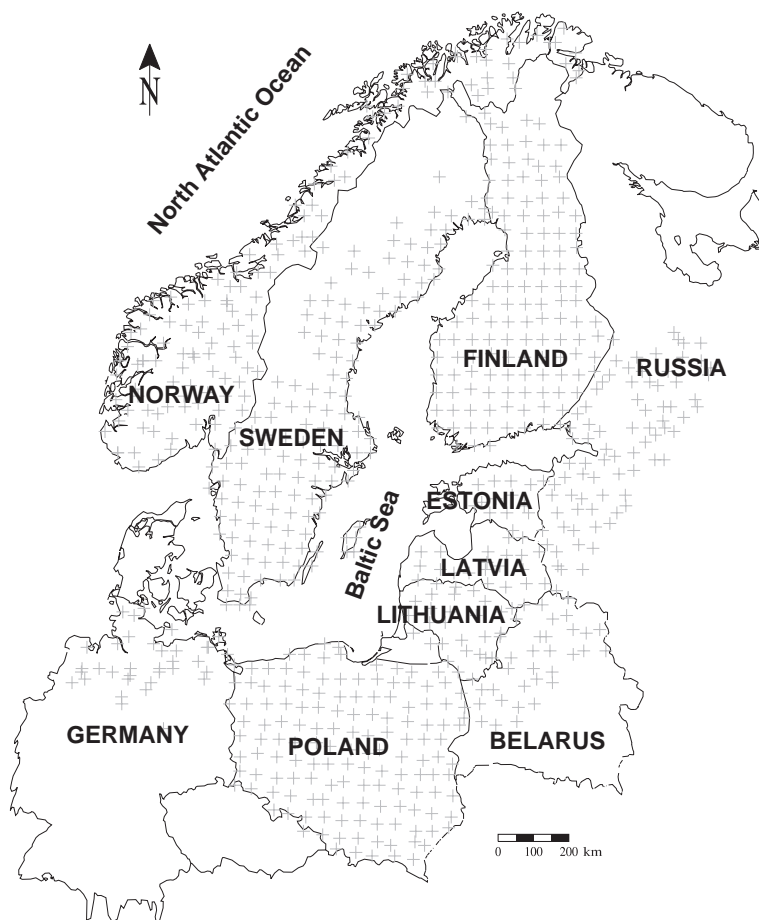 N
North Atlantic Ocean
FINLAND
RUSSIA
NORWAY
SWEDEN
ESTONIA
Baltic Sea
LATVIA
LITHUANIA
GERMANY
POLAND
BELARUS
0 100 200 km